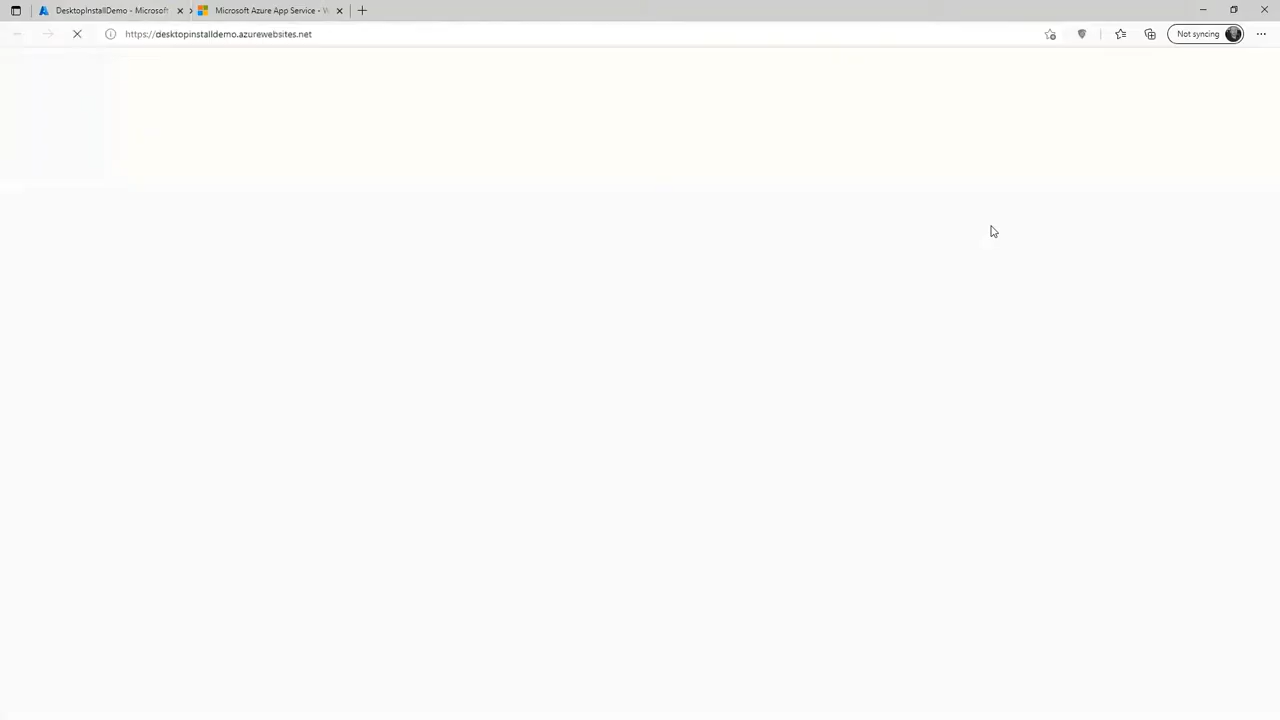 DesktopInstallDemo - Microsoft
Microsoft Azure App Service - W
https://desktopinstalldemo.azurewebsites.net
Not syncing